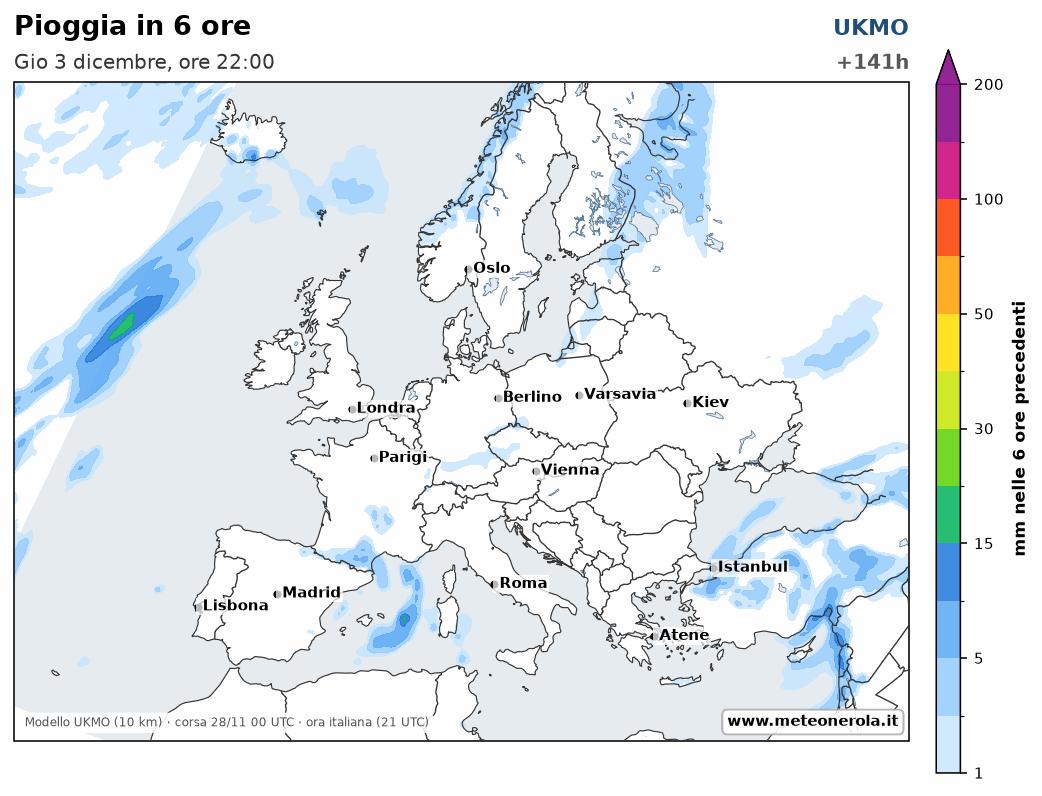 Pioggia in 6 ore
UKMO
Gio 3 dicembre, ore 22:00
+141h
200
100
50
30
15
5
1
mm nelle 6 ore precedenti
Oslo
Berlino
Varsavia
Kiev
Londra
Parigi
Vienna
Istanbul
Roma
Madrid
Lisbona
Atene
Modello UKMO (10 km) · corsa 28/11 00 UTC · ora italiana (21 UTC)
www.meteonerola.it